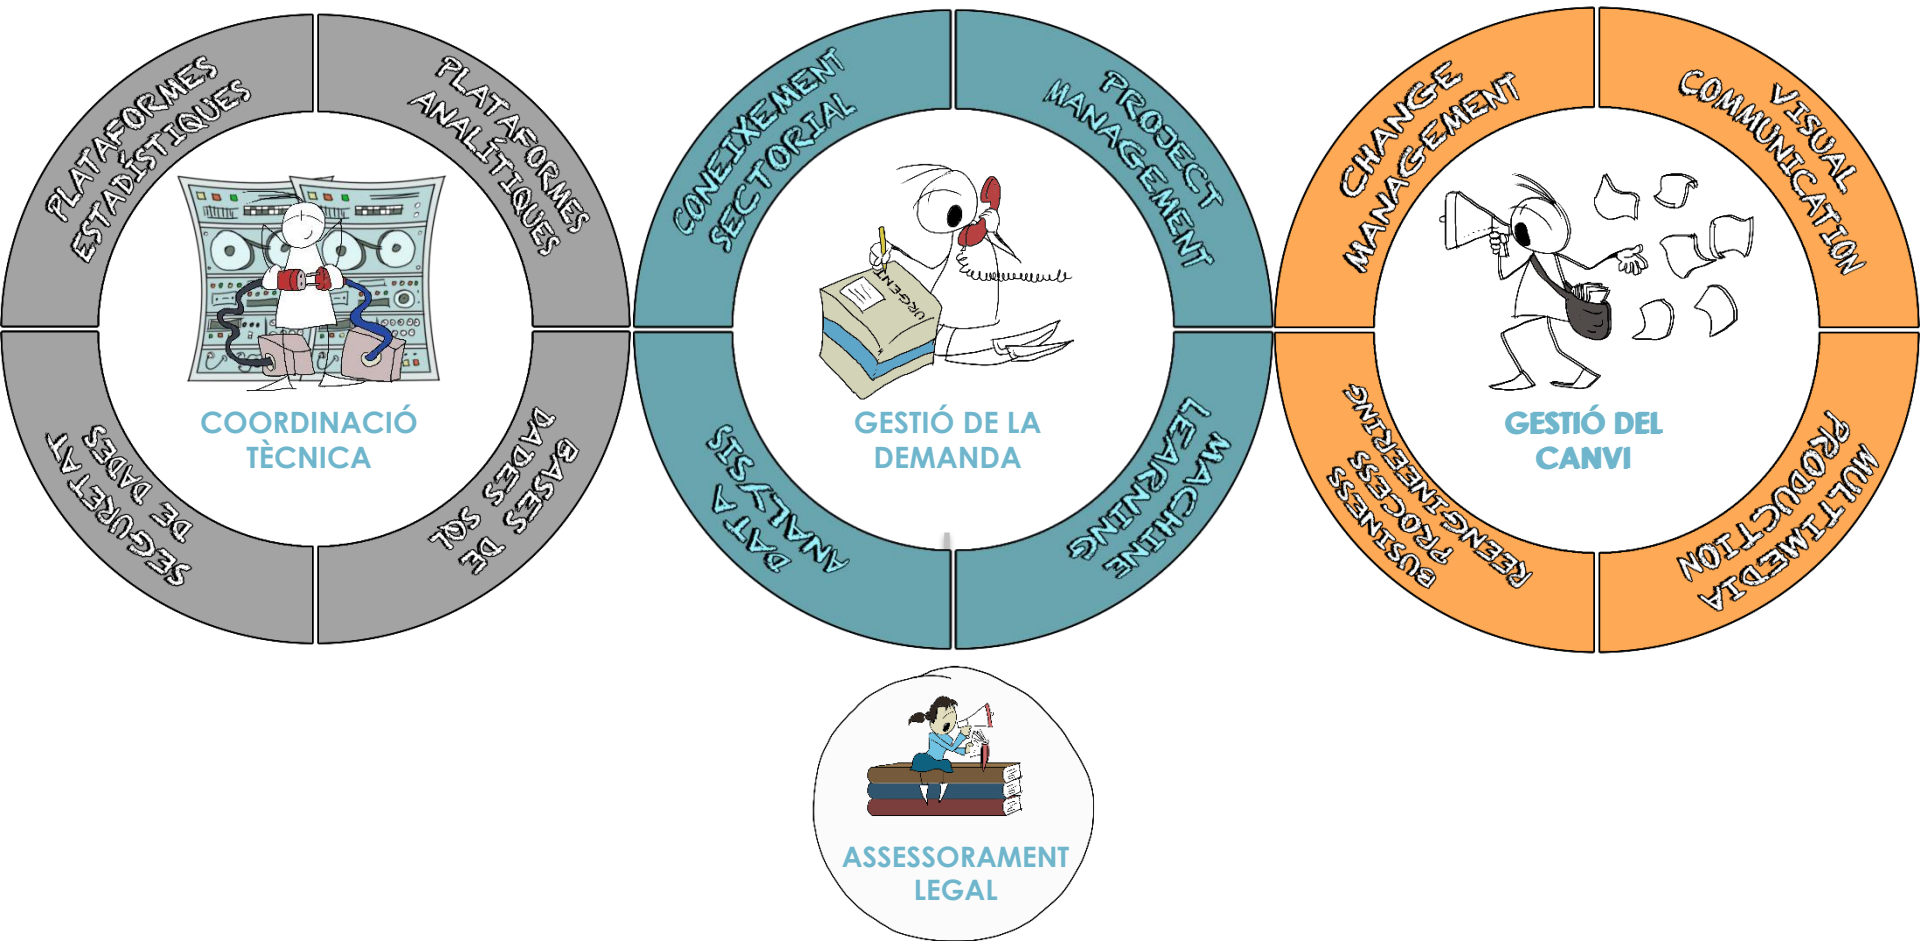 PLATAFORMES
ESTADÍSTIQUES
PLATAFORMES
ANALÍTIQUES
SEGURETAT
DE DADES
BASES DE
DADES SQL
COORDINACIÓ
TÈCNICA
CONEIXEMENT
SECTORIAL
PROJECT
MANAGEMENT
DATA
ANALYSIS
MACHINE
LEARNING
URGENT
URGENT
GESTIÓ DE LA
DEMANDA
CHANGE
MANAGEMENT
VISUAL
COMMUNICATION
BUSINESS
PROCESS
REENGINEERING
MULTIMEDIA
PRODUCTION
GESTIÓ DEL
CANVI
ASSESSORAMENT
LEGAL